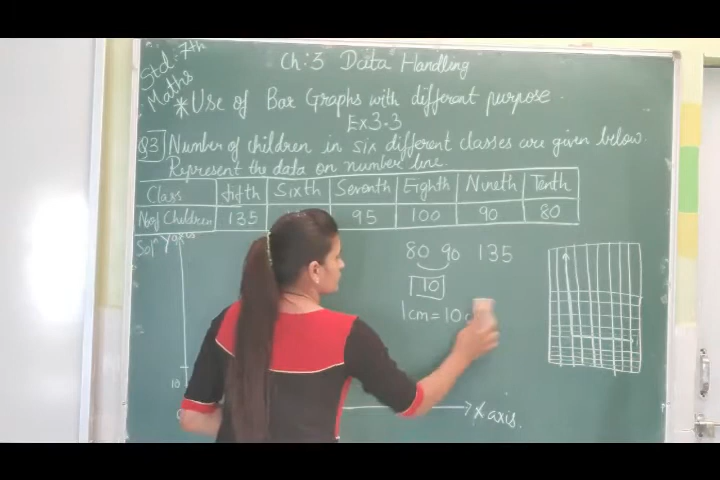 Std: 7th
Maths
Ch: 3 Data Handling
* Use of Bar Graphs with different purpose.
Ex 3.3
Q3 Number of children in six different classes are given below.
Represent the data on number line.
Class Fifth Sixth Seventh Eighth Nineth Tenth
No of Children 135 95 100 90 80
Solⁿ Y axis
80 90 135
10
1cm = 10
10
0
X axis.